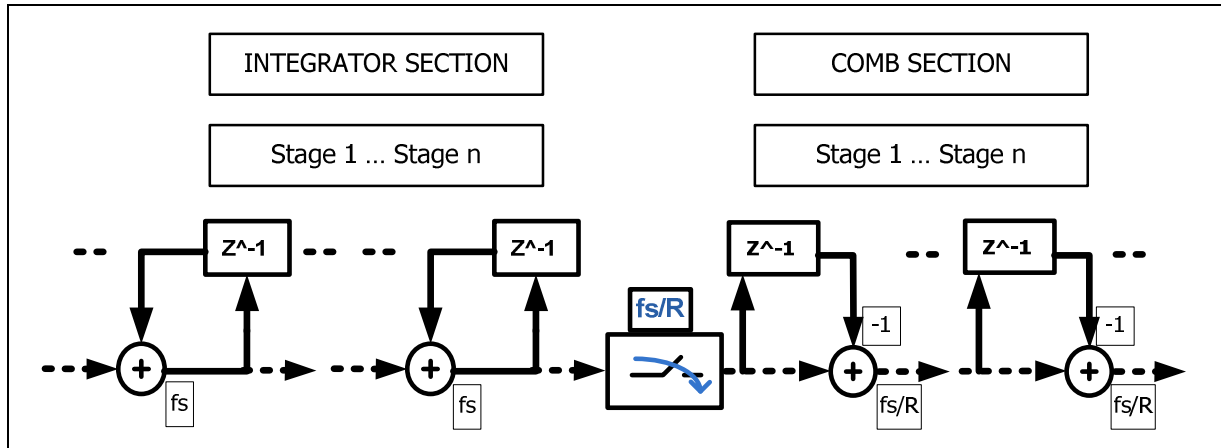 INTEGRATOR SECTION
COMB SECTION
Stage 1 ... Stage n
Stage 1 ... Stage n
Z^-1
Z^-1
Z^-1
Z^-1
fs/R
-1
-1
+
+
+
+
fs
fs
fs/R
fs/R